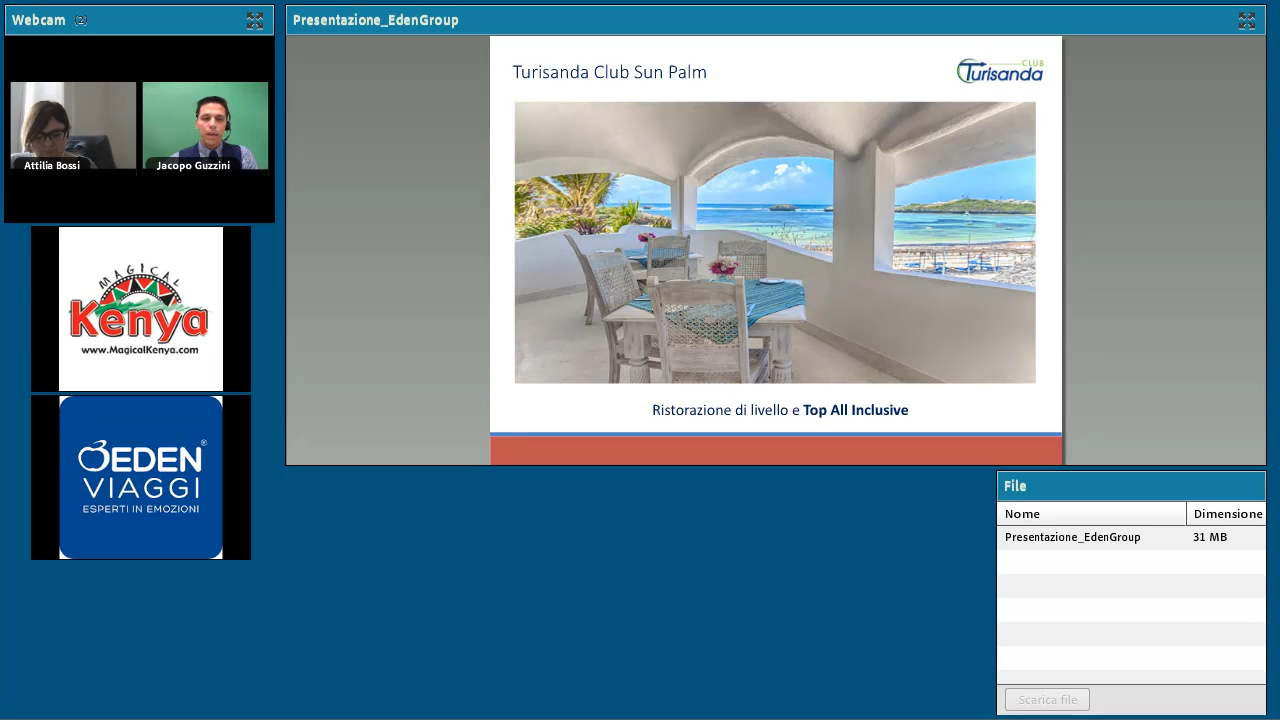 Webcam (2)
Attilia Bossi
Jacopo Guzzini
MAGICAL
Kenya
www.MagicalKenya.com
EDEN®
VIAGGI
ESPERTI IN EMOZIONI
Presentazione_EdenGroup
Turisanda Club Sun Palm
CLUB
Turisanda
Ristorazione di livello e Top All Inclusive
File
Nome Dimensione
Presentazione_EdenGroup 31 MB
Scarica file